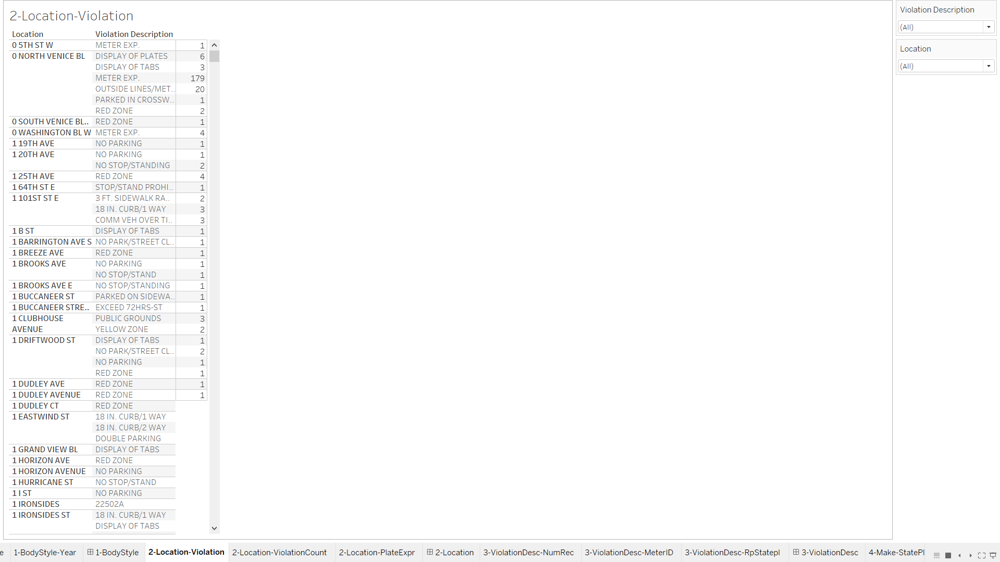 2-Location-Violation
Location Violation Description
0 5TH ST W METER EXP. 1
0 NORTH VENICE BL DISPLAY OF PLATES 6
DISPLAY OF TABS 3
METER EXP. 179
OUTSIDE LINES/MET.. 20
PARKED IN CROSSW.. 1
RED ZONE 2
0 SOUTH VENICE BL.. RED ZONE 1
0 WASHINGTON BL W METER EXP. 4
1 19TH AVE NO PARKING 1
1 20TH AVE NO PARKING 1
NO STOP/STANDING 2
1 25TH AVE RED ZONE 4
1 64TH ST E STOP/STAND PROHI.. 1
1 101ST ST E 3 FT. SIDEWALK RA.. 2
18 IN. CURB/1 WAY 3
COMM VEH OVER TI.. 3
1 B ST DISPLAY OF TABS 1
1 BARRINGTON AVE S NO PARK/STREET CL.. 1
1 BREEZE AVE RED ZONE 1
1 BROOKS AVE NO PARKING 1
NO STOP/STAND 1
1 BROOKS AVE E NO STOP/STANDING 1
1 BUCCANEER ST PARKED ON SIDEWA.. 1
1 BUCCANEER STRE.. EXCEED 72HRS-ST 1
1 CLUBHOUSE PUBLIC GROUNDS 3
AVENUE YELLOW ZONE 2
1 DRIFTWOOD ST DISPLAY OF TABS 1
NO PARK/STREET CL.. 2
NO PARKING 1
RED ZONE 1
1 DUDLEY AVE RED ZONE 1
1 DUDLEY AVENUE RED ZONE 1
1 DUDLEY CT RED ZONE
1 EASTWIND ST 18 IN. CURB/1 WAY
18 IN. CURB/2 WAY
DOUBLE PARKING
1 GRAND VIEW BL DISPLAY OF TABS
1 HORIZON AVE RED ZONE
1 HORIZON AVENUE NO PARKING
1 HURRICANE ST NO STOP/STAND
1 I ST NO PARKING
1 IRONSIDES 22502A
1 IRONSIDES ST 18 IN. CURB/1 WAY
DISPLAY OF TABS
Violation Description
(All)
Location
(All)
e 1-BodyStyle-Year 1-BodyStyle 2-Location-Violation 2-Location-ViolationCount 2-Location-PlateExpr 2-Location 3-ViolationDesc-NumRec 3-ViolationDesc-MeterID 3-ViolationDesc-RpStatepl 3-ViolationDesc 4-Make-StatePl